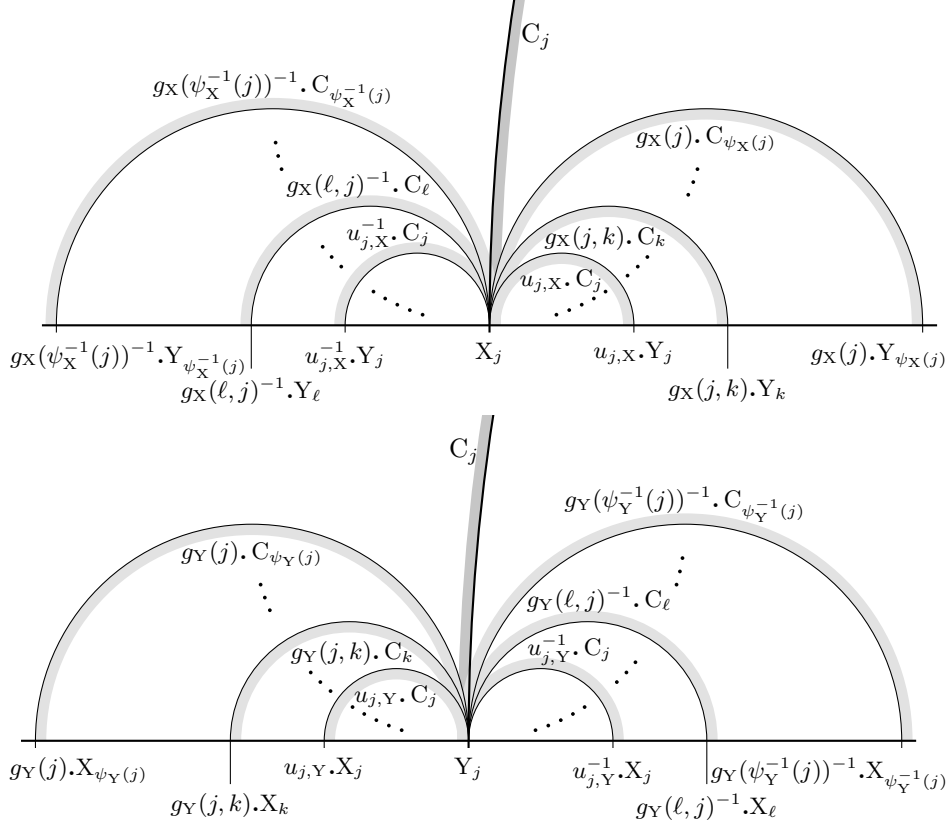 C_j
g_X(ψ_X^{-1}(j))^{-1}. C_{ψ_X^{-1}(j)}
g_X(j). C_{ψ_X(j)}
g_X(ℓ, j)^{-1}. C_ℓ
u_{j,X}^{-1}. C_j
g_X(j, k). C_k
u_{j,X}. C_j
g_X(ψ_X^{-1}(j))^{-1}.Y_{ψ_X^{-1}(j)} u_{j,X}^{-1}.Y_j X_j u_{j,X}.Y_j g_X(j).Y_{ψ_X(j)}
g_X(ℓ, j)^{-1}.Y_ℓ g_X(j, k).Y_k
C_j
g_Y(ψ_Y^{-1}(j))^{-1}. C_{ψ_Y^{-1}(j)}
g_Y(j). C_{ψ_Y(j)}
g_Y(ℓ, j)^{-1}. C_ℓ
g_Y(j, k). C_k u_{j,Y}^{-1}. C_j
u_{j,Y}. C_j
g_Y(j).X_{ψ_Y(j)} u_{j,Y}.X_j Y_j u_{j,Y}^{-1}.X_j g_Y(ψ_Y^{-1}(j))^{-1}.X_{ψ_Y^{-1}(j)}
g_Y(j, k).X_k g_Y(ℓ, j)^{-1}.X_ℓ